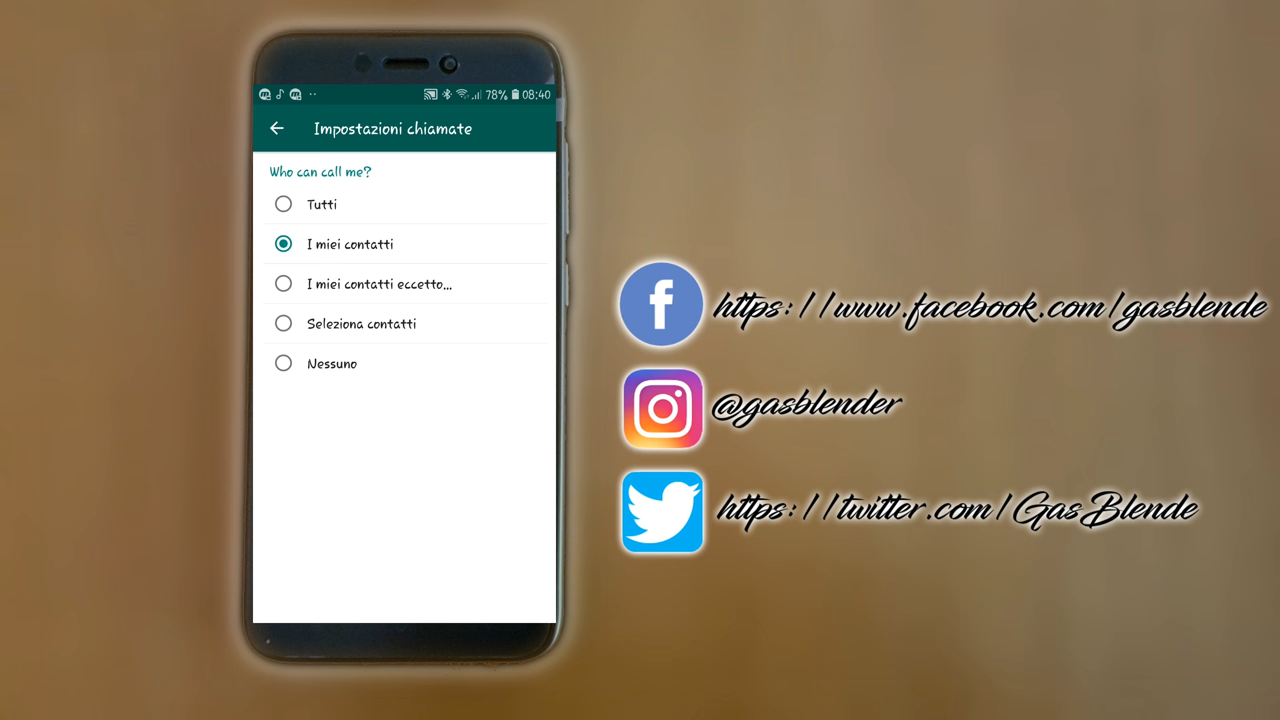 78% 08:40
Impostazioni chiamate
Who can call me?
Tutti
I miei contatti
I miei contatti eccetto...
Seleziona contatti
Nessuno
https://www.facebook.com/gasblende
@gasblender
https://twitter.com/GasBlende